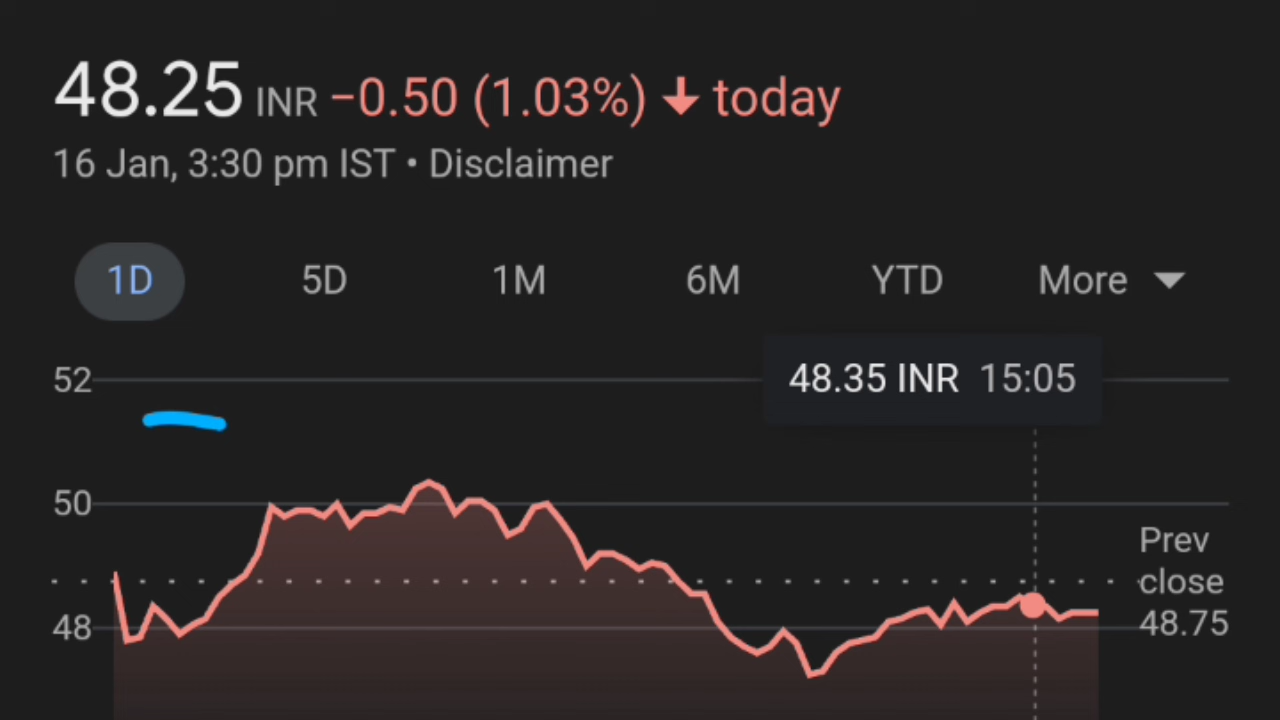 48.25 INR −0.50 (1.03%) ↓ today
16 Jan, 3:30 pm IST • Disclaimer
1D 5D 1M 6M YTD More
52
48.35 INR 15:05
50
Prev
close
48
48.75